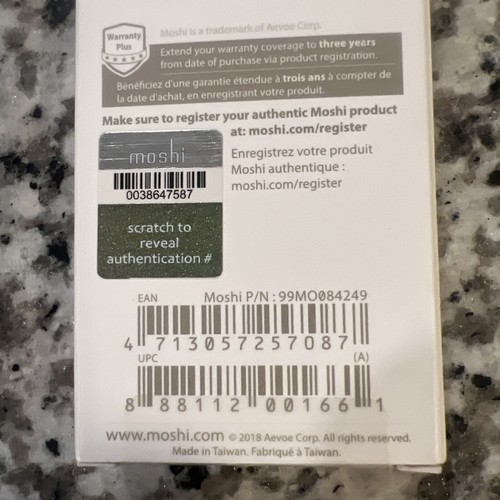 Moshi is a trademark of Aevoe Corp.
Warranty
Plus
Extend your warranty coverage to three years
from date of purchase via product registration.
Bénéficiez d'une garantie étendue à trois ans à compter de
la date d'achat, en enregistrant votre produit.
Make sure to register your authentic Moshi product
at: moshi.com/register
moshi
0038647587
scratch to
reveal
authentication #
Enregistrez votre produit
Moshi authentique :
moshi.com/register
EAN
Moshi P/N : 99MO084249
4 713057257087
UPC
(A)
8 88112 00166 1
www.moshi.com © 2018 Aevoe Corp. All rights reserved.
Made in Taiwan. Fabriqué à Taiwan.